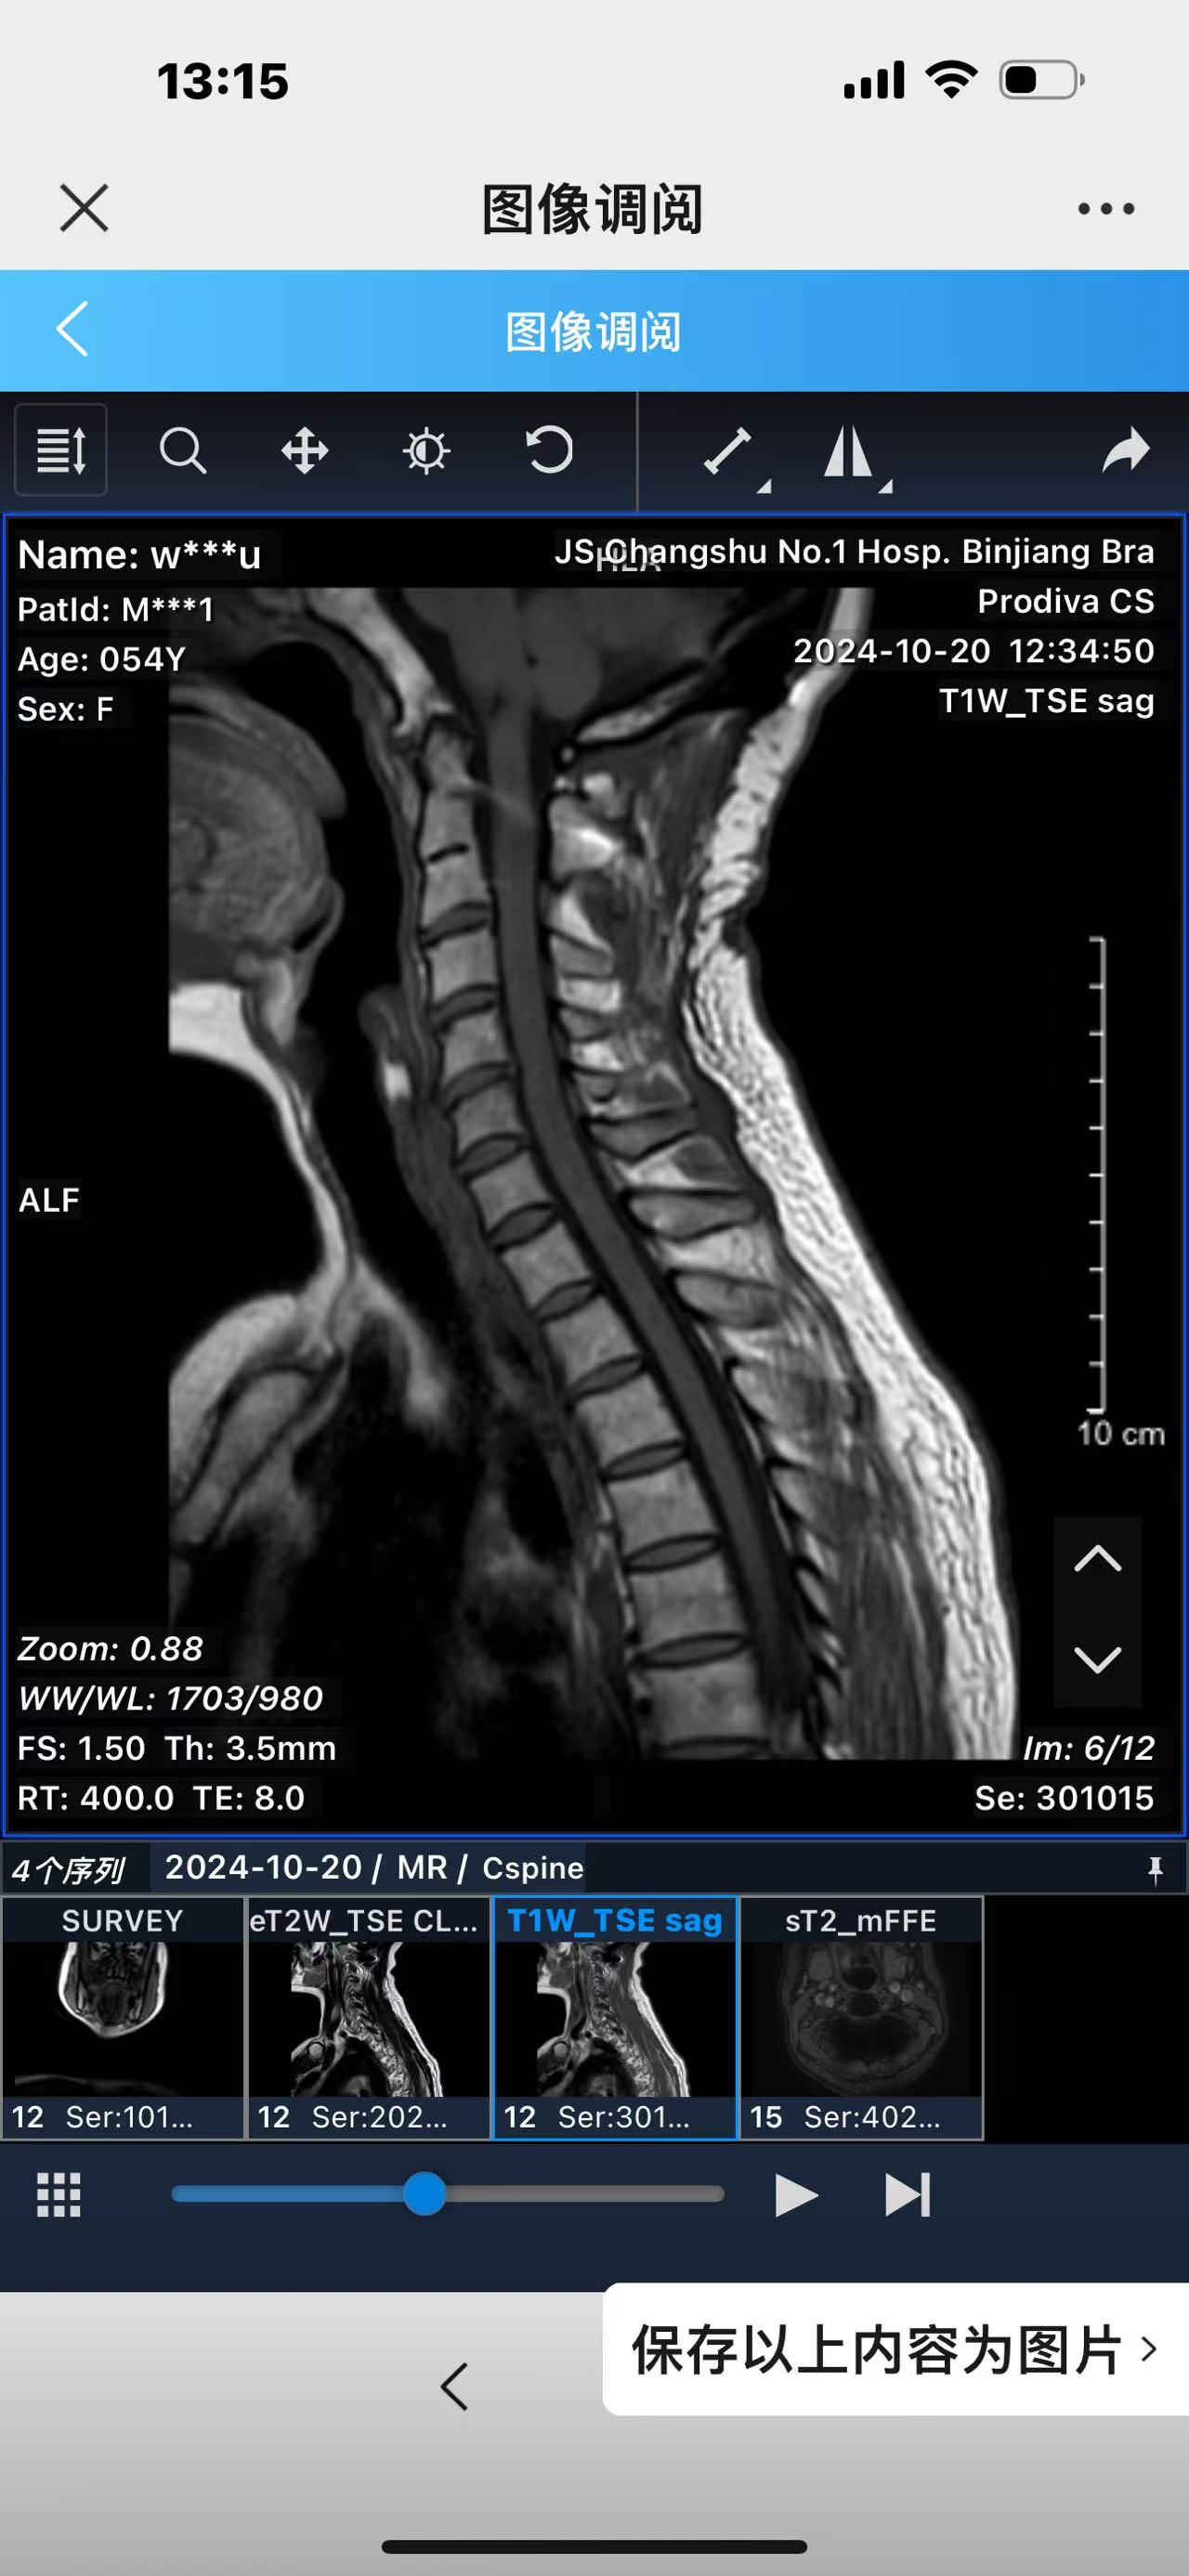 13:15
图像调阅
图像调阅
Name: w***u
JS Changshu No.1 Hosp. Binjiang Bra
HLA
PatId: M***1
Prodiva CS
Age: 054Y
2024-10-20 12:34:50
Sex: F
T1W_TSE sag
ALF
10 cm
Zoom: 0.88
WW/WL: 1703/980
FS: 1.50 Th: 3.5mm
Im: 6/12
RT: 400.0 TE: 8.0
Se: 301015
4个序列 2024-10-20 / MR / Cspine
SURVEY
eT2W_TSE CL...
T1W_TSE sag
sT2_mFFE
12 Ser:101...
12 Ser:202...
12 Ser:301...
15 Ser:402...
保存以上内容为图片